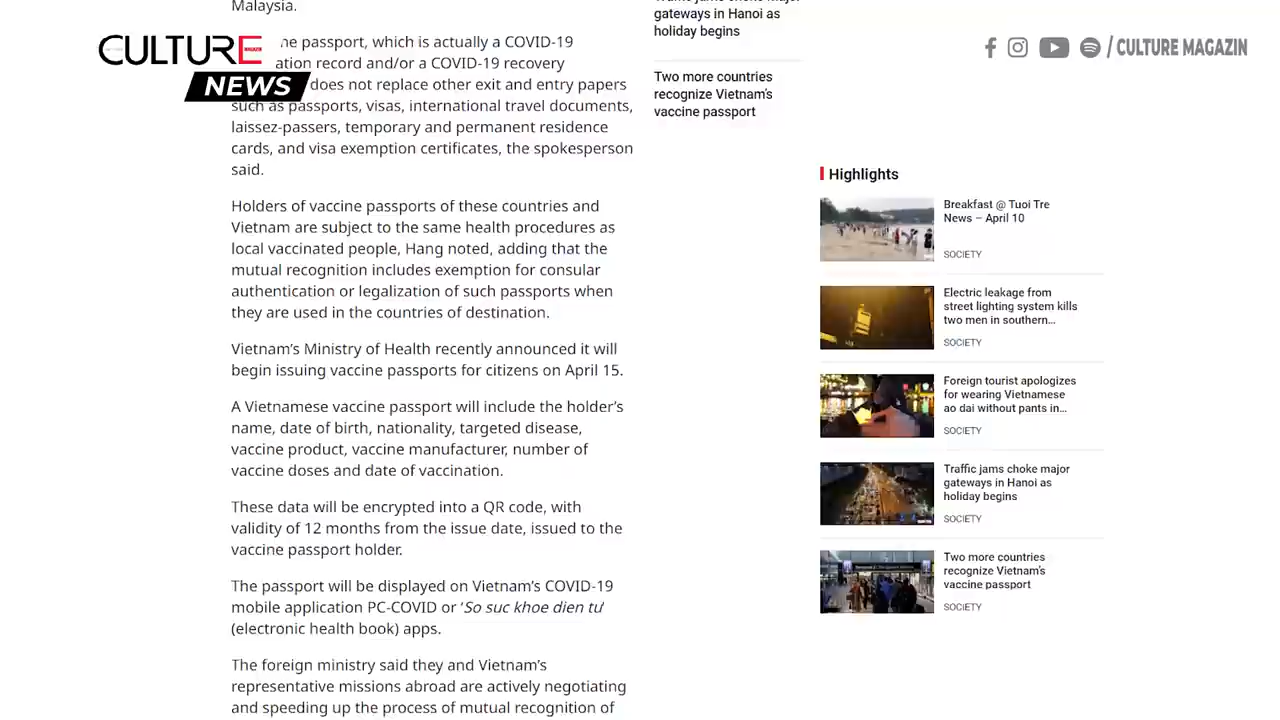 Malaysia.
CULTURE
NEWS
ne passport, which is actually a COVID-19
ation record and/or a COVID-19 recovery
does not replace other exit and entry papers
such as passports, visas, international travel documents,
laissez-passers, temporary and permanent residence
cards, and visa exemption certificates, the spokesperson
said.
Holders of vaccine passports of these countries and
Vietnam are subject to the same health procedures as
local vaccinated people, Hang noted, adding that the
mutual recognition includes exemption for consular
authentication or legalization of such passports when
they are used in the countries of destination.
Vietnam’s Ministry of Health recently announced it will
begin issuing vaccine passports for citizens on April 15.
A Vietnamese vaccine passport will include the holder’s
name, date of birth, nationality, targeted disease,
vaccine product, vaccine manufacturer, number of
vaccine doses and date of vaccination.
These data will be encrypted into a QR code, with
validity of 12 months from the issue date, issued to the
vaccine passport holder.
The passport will be displayed on Vietnam’s COVID-19
mobile application PC-COVID or ‘So suc khoe dien tu’
(electronic health book) apps.
The foreign ministry said they and Vietnam’s
representative missions abroad are actively negotiating
and speeding up the process of mutual recognition of
Traffic jams choke major
gateways in Hanoi as
holiday begins
Two more countries
recognize Vietnam’s
vaccine passport
/ CULTURE MAGAZIN
Highlights
Breakfast @ Tuoi Tre
News – April 10
SOCIETY
Electric leakage from
street lighting system kills
two men in southern...
SOCIETY
Foreign tourist apologizes
for wearing Vietnamese
ao dai without pants in...
SOCIETY
Traffic jams choke major
gateways in Hanoi as
holiday begins
SOCIETY
Two more countries
recognize Vietnam’s
vaccine passport
SOCIETY